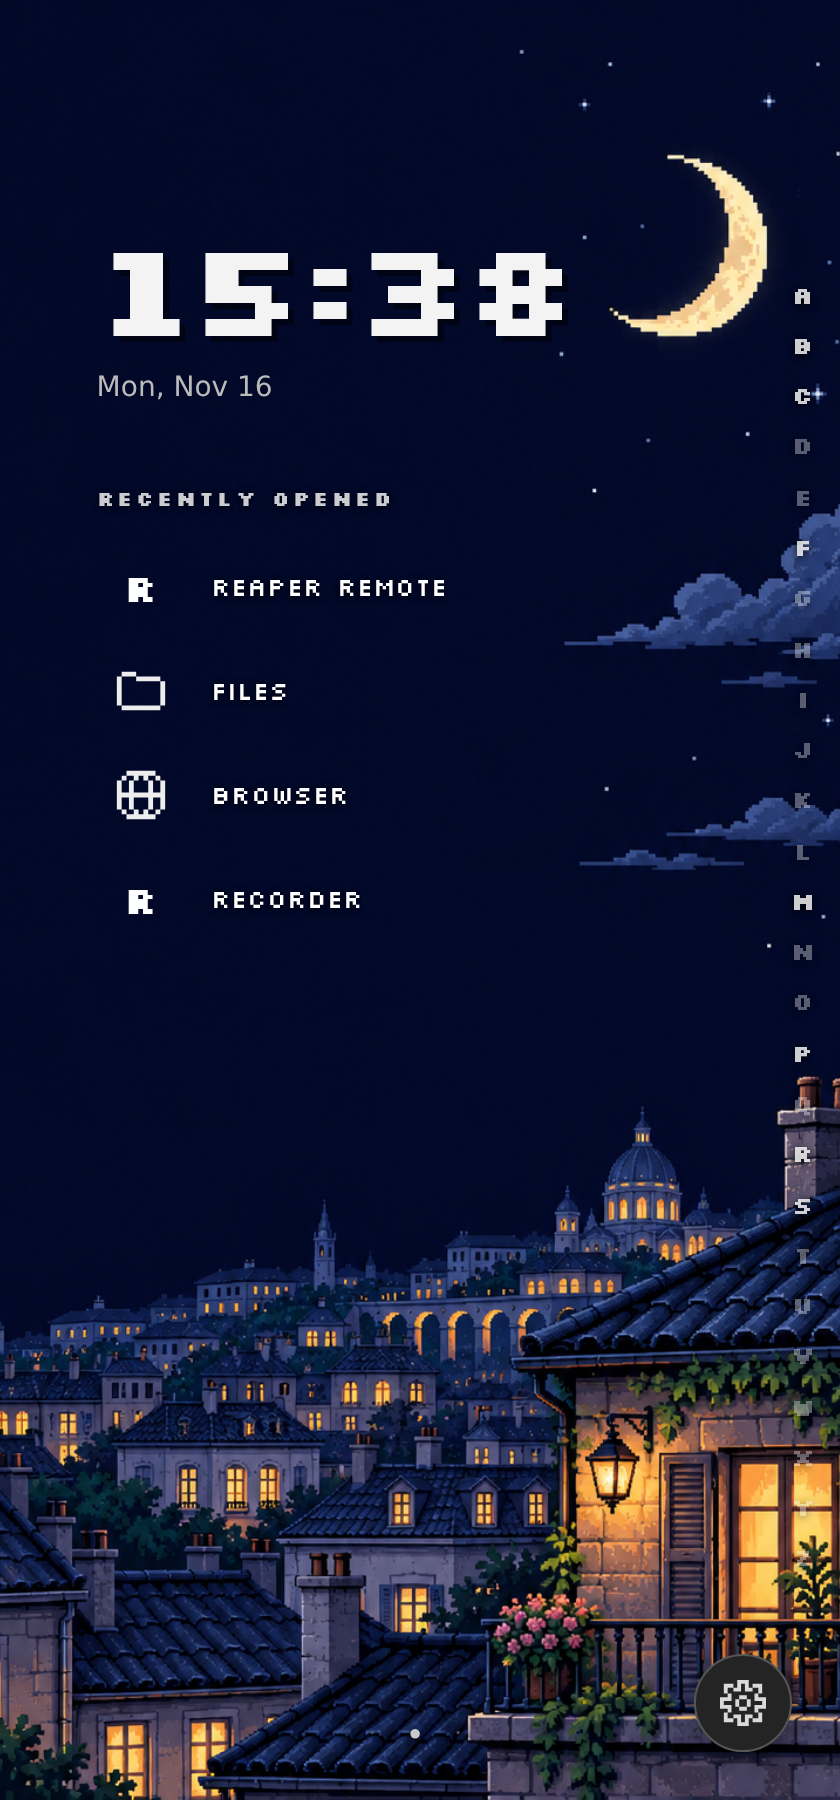 15:38
Mon, Nov 16
RECENTLY OPENED
R REAPER REMOTE
FILES
BROWSER
R RECORDER
A
B
C
D
E
F
G
H
I
J
K
L
M
N
O
P
Q
R
S
T
U
V
W
X
Y